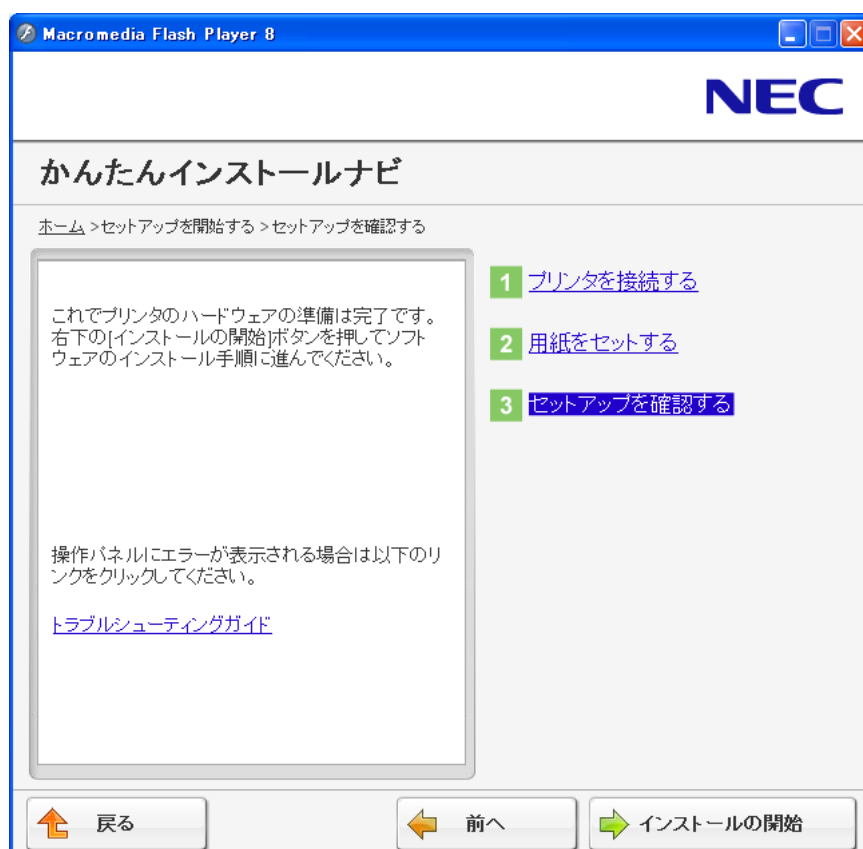 Macromedia Flash Player 8
NEC
かんたんインストールナビ
ホーム >セットアップを開始する >セットアップを確認する
これでプリンタのハードウェアの準備は完了です。
右下の[インストールの開始]ボタンを押してソフト
ウェアのインストール手順に進んでください。
操作パネルにエラーが表示される場合は以下のリ
ンクをクリックしてください。
トラブルシューティングガイド
1 プリンタを接続する
2 用紙をセットする
3 セットアップを確認する
戻る
前へ
インストールの開始